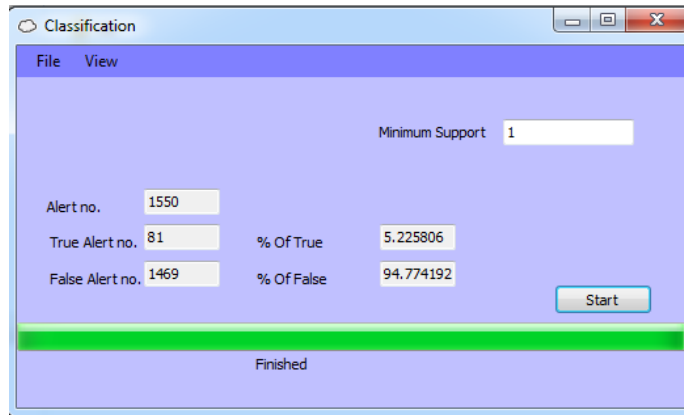 Classification
File View
Minimum Support 1
Alert no. 1550
True Alert no. 81 % Of True 5.225806
False Alert no. 1469 % Of False 94.774192
Start
Finished